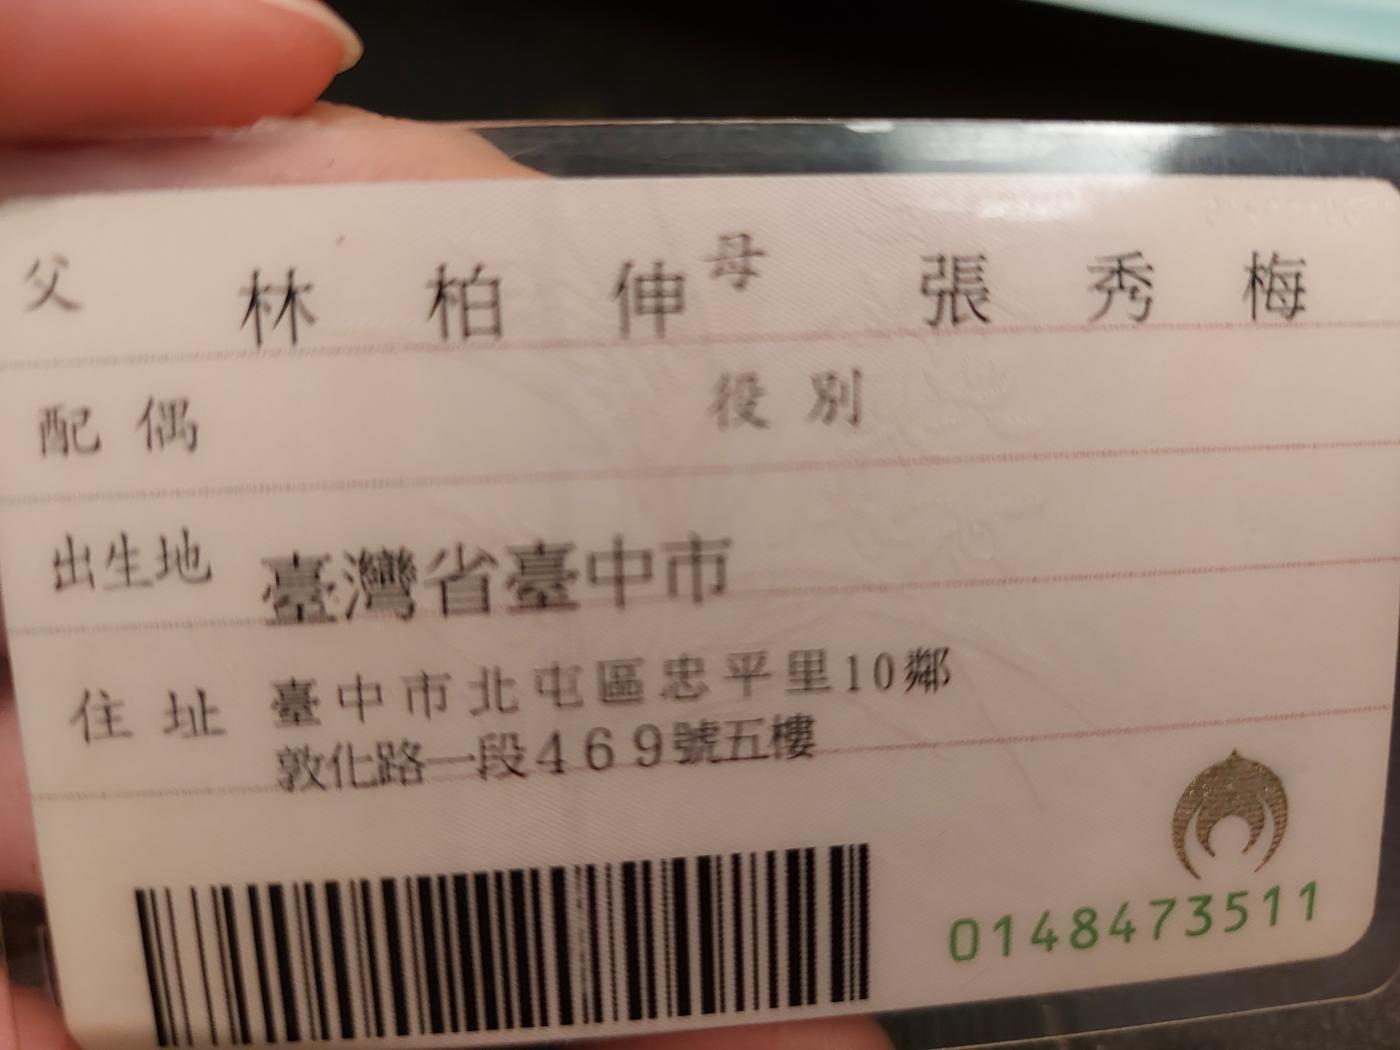 父 林柏伸 母 張秀梅
配偶 役別
出生地 臺灣省臺中市
住址 臺中市北屯區忠平里10鄰
敦化路一段469號五樓
0148473511